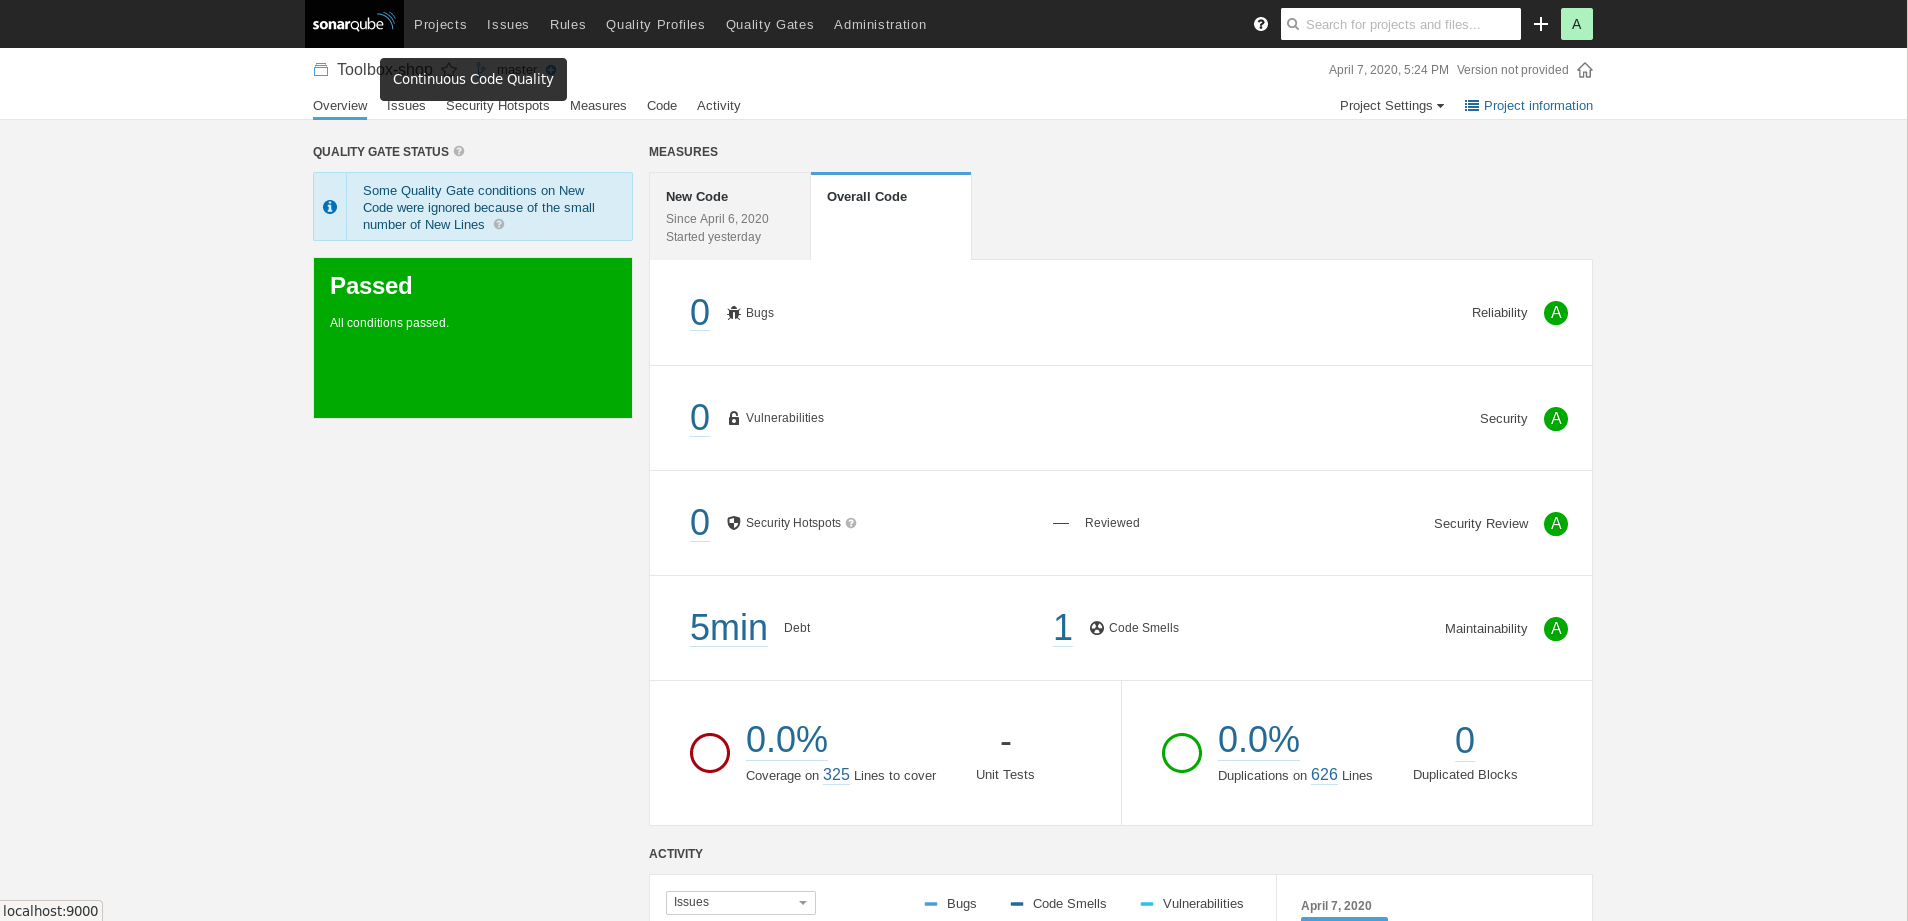 sonarqube Projects Issues Rules Quality Profiles Quality Gates Administration Search for projects and files... A
Toolbox-shop master April 7, 2020, 5:24 PM Version not provided
Continuous Code Quality
Overview Issues Security Hotspots Measures Code Activity Project Settings Project information
QUALITY GATE STATUS
Some Quality Gate conditions on New
Code were ignored because of the small
number of New Lines
Passed
All conditions passed.
MEASURES
New Code
Since April 6, 2020
Started yesterday
Overall Code
0 Bugs Reliability A
0 Vulnerabilities Security A
0 Security Hotspots — Reviewed Security Review A
5min Debt 1 Code Smells Maintainability A
0.0%
Coverage on 325 Lines to cover
-
Unit Tests
0.0%
Duplications on 626 Lines
0
Duplicated Blocks
ACTIVITY
Issues Bugs Code Smells Vulnerabilities
April 7, 2020
localhost:9000